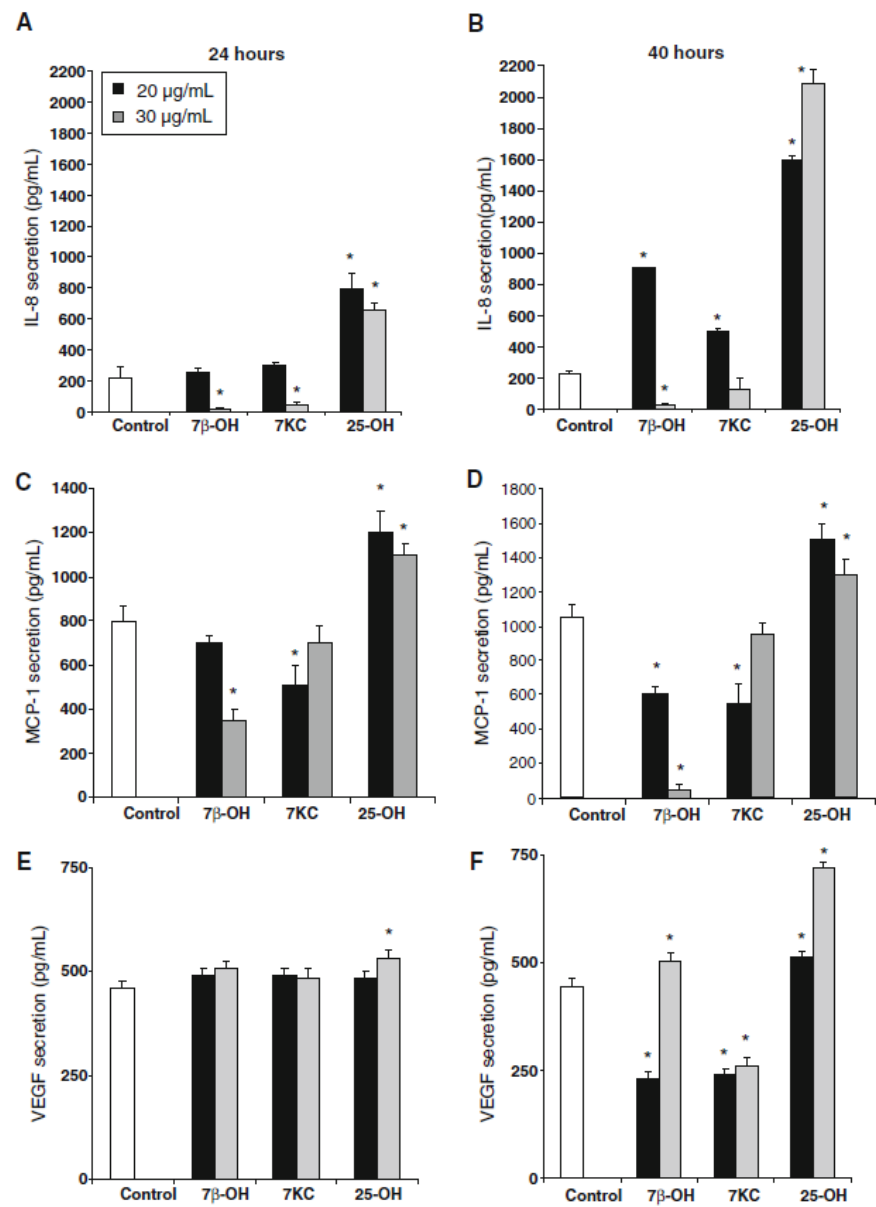 A
24 hours
2200
2000
1800
1600
1400
1200
1000
800
600
400
200
0
IL-8 secretion (pg/mL)
20 µg/mL
30 µg/mL
*
*
*
*
Control
7β-OH
7KC
25-OH
B
40 hours
2200
2000
1800
1600
1400
1200
1000
800
600
400
200
0
IL-8 secretion(pg/mL)
*
*
*
*
*
Control
7β-OH
7KC
25-OH
C
1400
1200
1000
800
600
400
200
0
MCP-1 secretion (pg/mL)
*
*
*
*
Control
7β-OH
7KC
25-OH
D
1800
1600
1400
1200
1000
800
600
400
200
0
MCP-1 secretion (pg/mL)
*
*
*
*
*
Control
7β-OH
7KC
25-OH
E
750
500
250
0
VEGF secretion (pg/mL)
*
Control
7β-OH
7KC
25-OH
F
750
500
250
0
VEGF secretion (pg/mL)
*
*
*
*
*
*
Control
7β-OH
7KC
25-OH